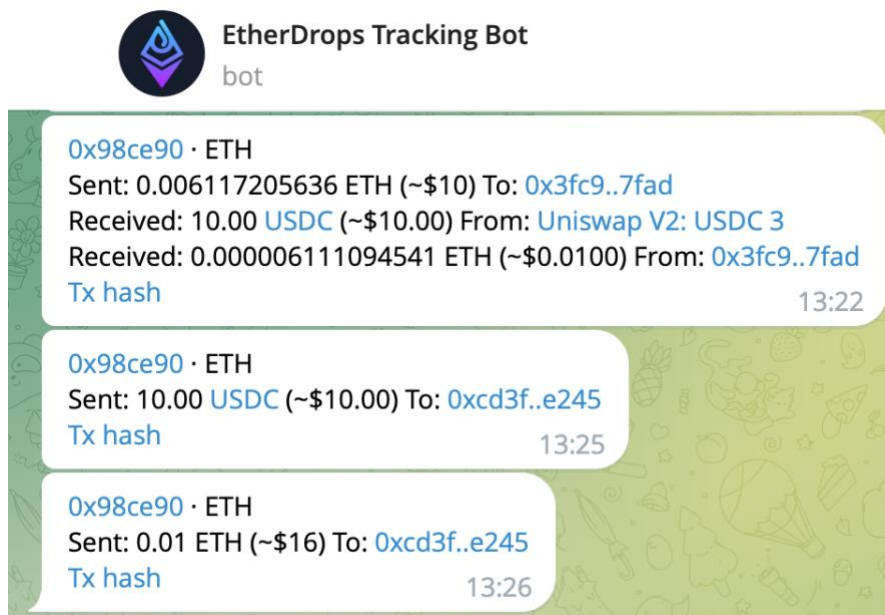 EtherDrops Tracking Bot
bot
0x98ce90 · ETH
Sent: 0.006117205636 ETH (~$10) To: 0x3fc9..7fad
Received: 10.00 USDC (~$10.00) From: Uniswap V2: USDC 3
Received: 0.000006111094541 ETH (~$0.0100) From: 0x3fc9..7fad
Tx hash
13:22
0x98ce90 · ETH
Sent: 10.00 USDC (~$10.00) To: 0xcd3f..e245
Tx hash
13:25
0x98ce90 · ETH
Sent: 0.01 ETH (~$16) To: 0xcd3f..e245
Tx hash
13:26